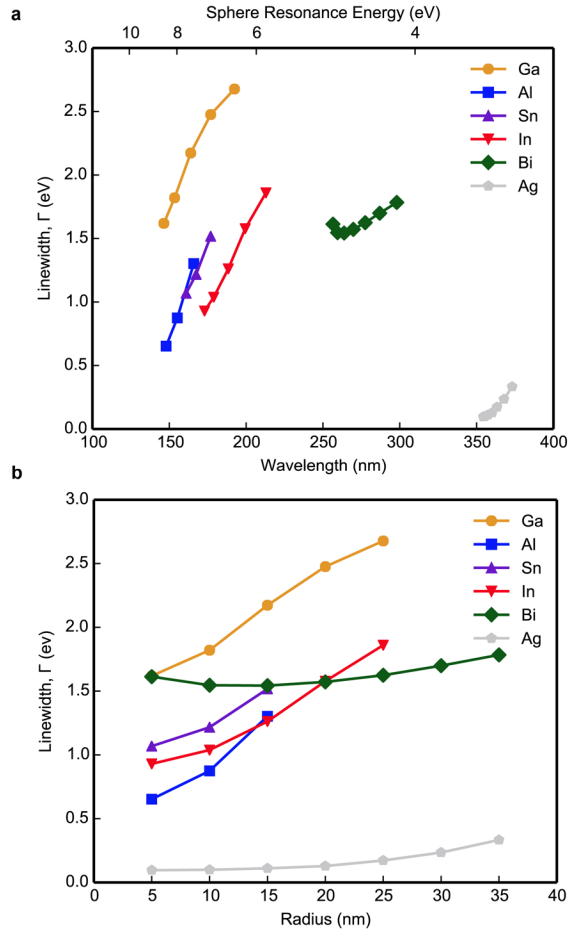 a
Sphere Resonance Energy (eV)
10 8 6 4
3.0
2.5
2.0
1.5
1.0
0.5
0.0
Linewidth, Γ (eV)
Ga
Al
Sn
In
Bi
Ag
100 150 200 250 300 350 400
Wavelength (nm)
b
3.0
2.5
2.0
1.5
1.0
0.5
0.0
Linewidth, Γ (ev)
Ga
Al
Sn
In
Bi
Ag
0 5 10 15 20 25 30 35 40
Radius (nm)